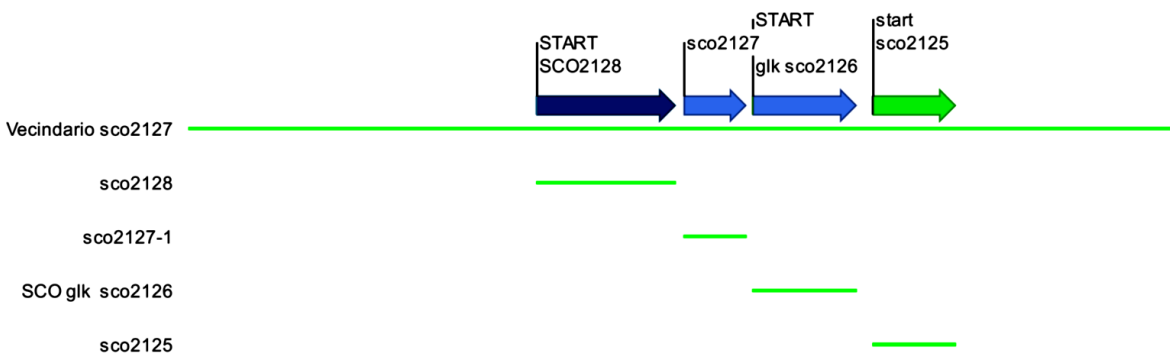 START
SCO2128
sco2127
START
glk sco2126
start
sco2125
Vecindario sco2127
sco2128
sco2127-1
SCO glk sco2126
sco2125